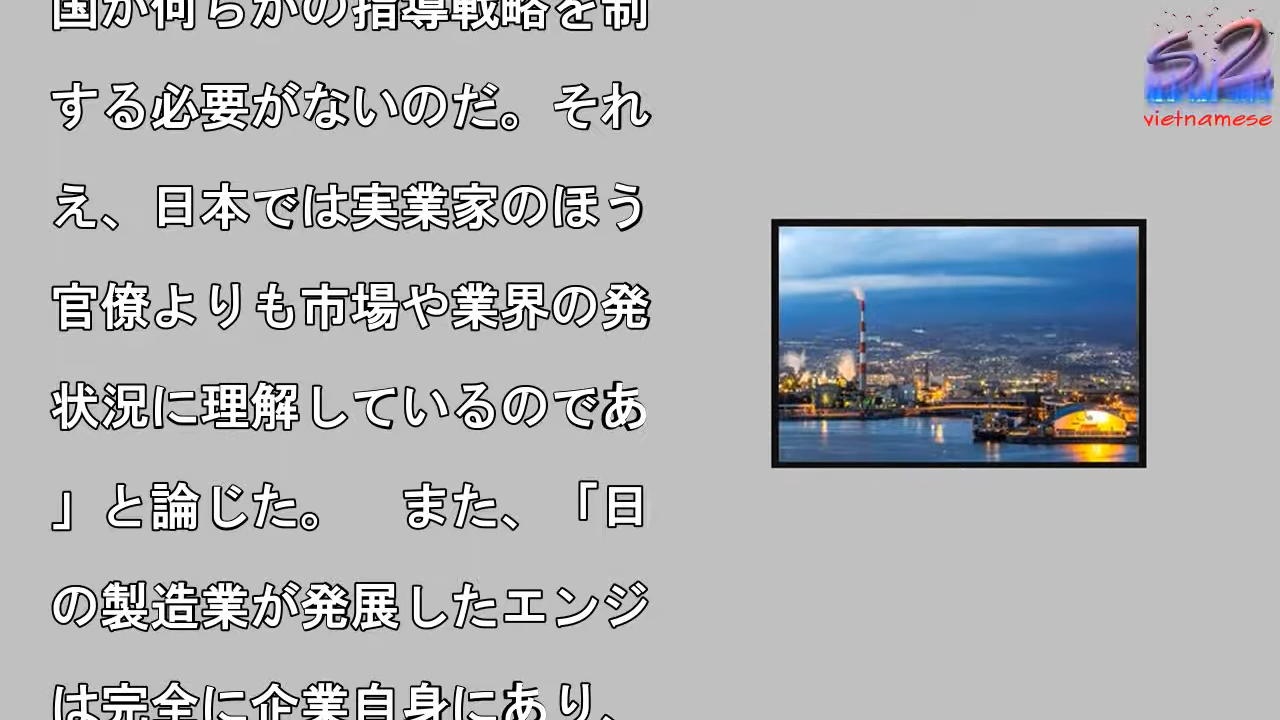 国が何らかの指導戦略を制
する必要がないのだ。それ
え、日本では実業家のほう
官僚よりも市場や業界の発
状況に理解しているのであ
」と論じた。　また、「日
の製造業が発展したエンジ
は完全に企業自身にあり、
S2
vietnamese